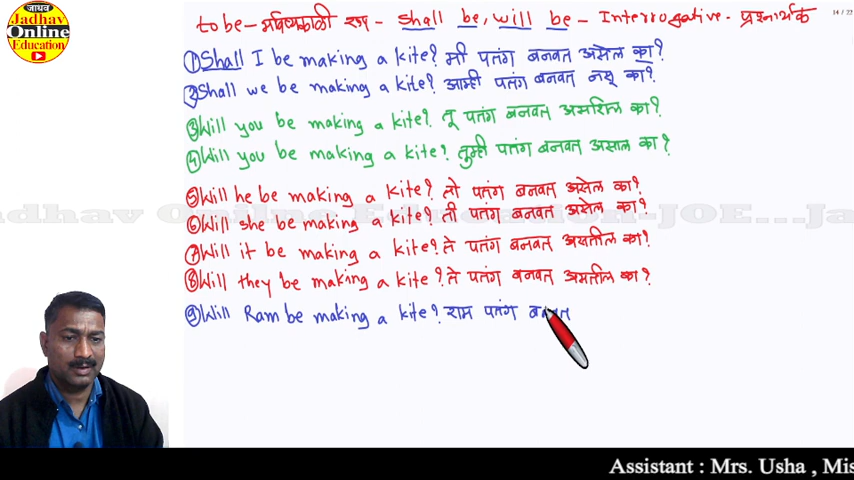 जाधव
Jadhav
Online
Education
to be - भविष्यकाळी रूप - shall be, will be - Interrogative - प्रश्नार्थक
14 / 22
① Shall I be making a kite? मी पतंग बनवत असेल का?
② Shall we be making a kite? आम्ही पतंग बनवत नसू का?
③ Will you be making a kite? तू पतंग बनवत असशिल का?
④ Will you be making a kite? तुम्ही पतंग बनवत असाल का?
⑤ Will he be making a kite? तो पतंग बनवत असेल का?
⑥ Will she be making a kite? ती पतंग बनवत असेल का?
⑦ Will it be making a kite? ते पतंग बनवत असतील का?
⑧ Will they be making a kite? ते पतंग बनवत असतील का?
⑨ Will Ram be making a kite? राम पतंग बनवत
Assistant : Mrs. Usha , Mis